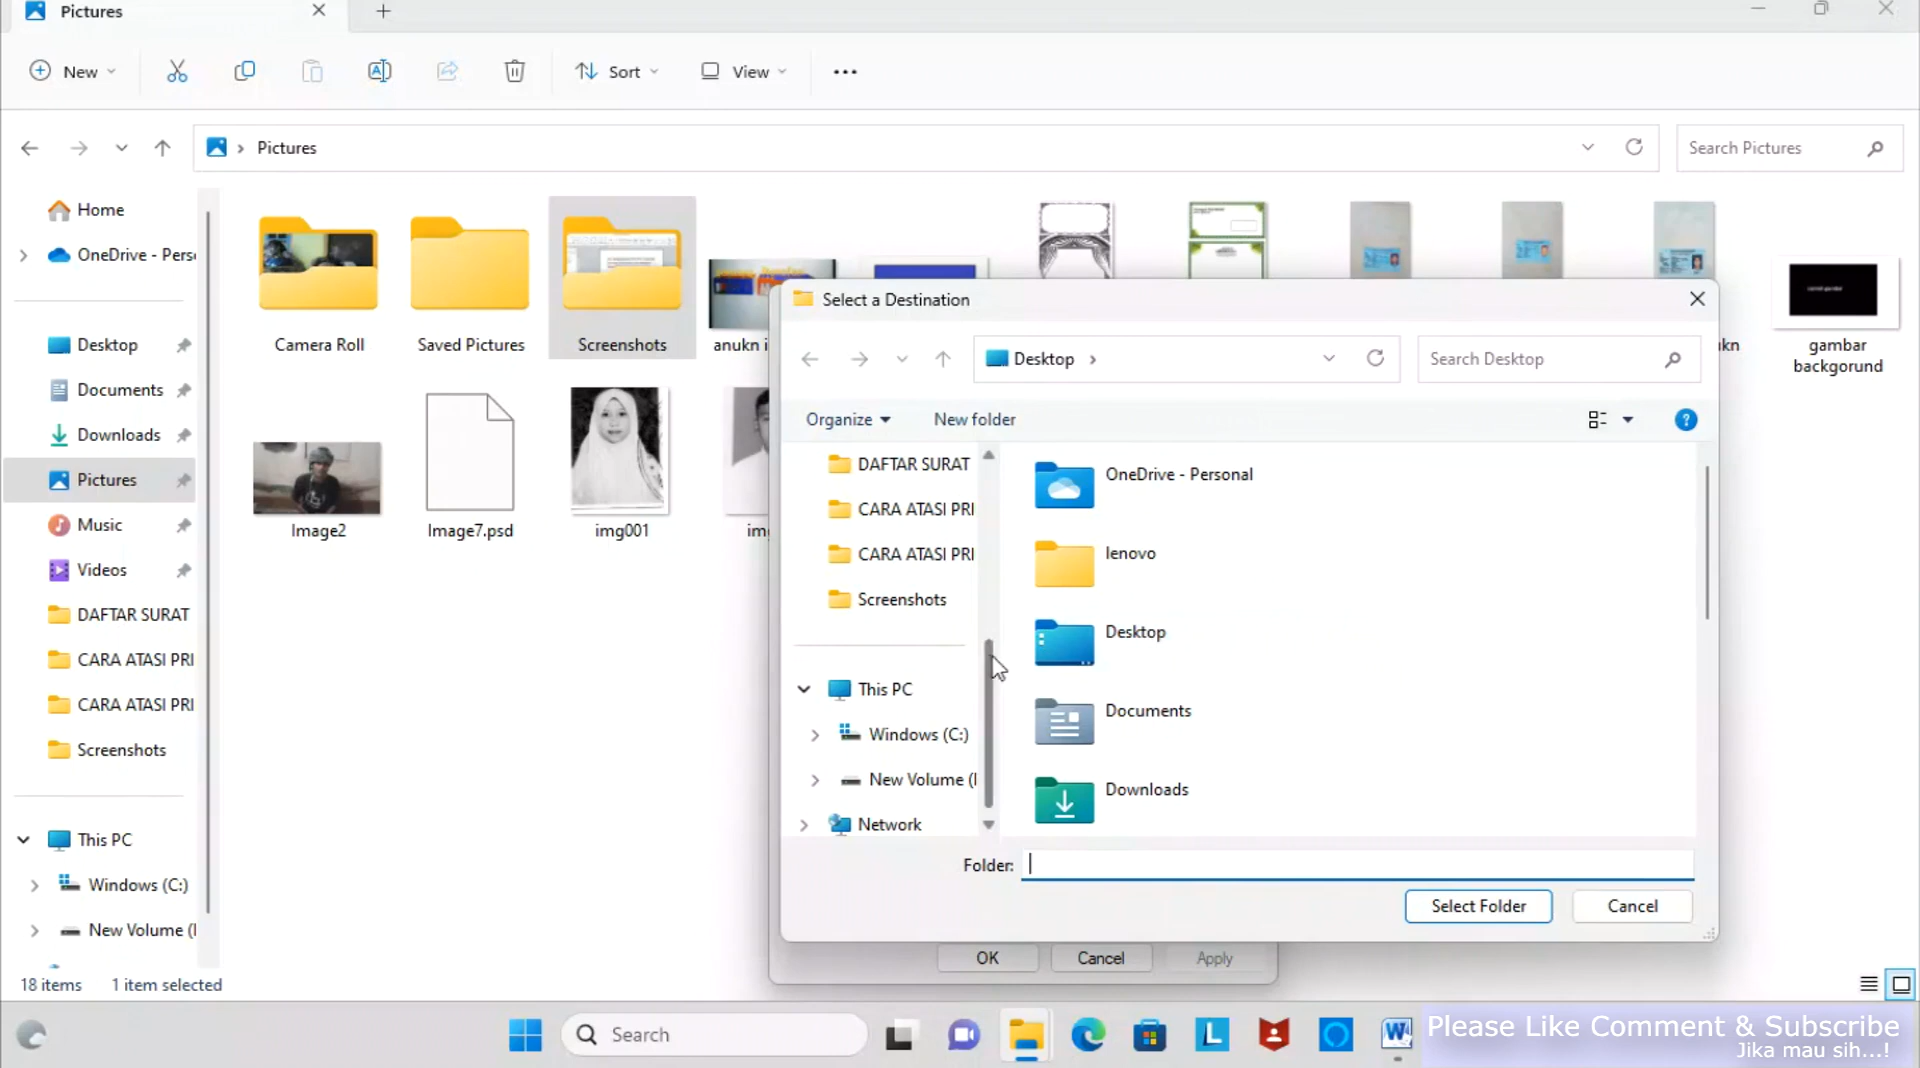 Pictures
New
Sort
View
Pictures
Search Pictures
Home
OneDrive - Pers
Desktop
Documents
Downloads
Pictures
Music
Videos
DAFTAR SURAT
CARA ATASI PRI
CARA ATASI PRI
Screenshots
This PC
Windows (C:)
New Volume (
Camera Roll
Saved Pictures
Screenshots
anukn i
kn
gambar
backgorund
Image2
Image7.psd
img001
im
Select a Destination
Desktop
Search Desktop
Organize
New folder
DAFTAR SURAT
CARA ATASI PRI
CARA ATASI PRI
Screenshots
This PC
Windows (C:)
New Volume (
Network
OneDrive - Personal
lenovo
Desktop
Documents
Downloads
Folder:
Select Folder
Cancel
OK
Cancel
Apply
18 items
1 item selected
Search
Please Like Comment & Subscribe
Jika mau sih...!